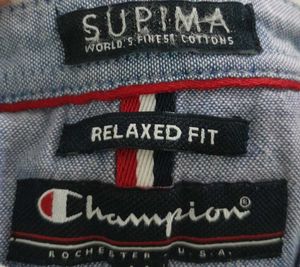 SUPIMA
WORLD'S FINEST COTTONS
RELAXED FIT
Champion®
ROCHESTER, U.S.A.